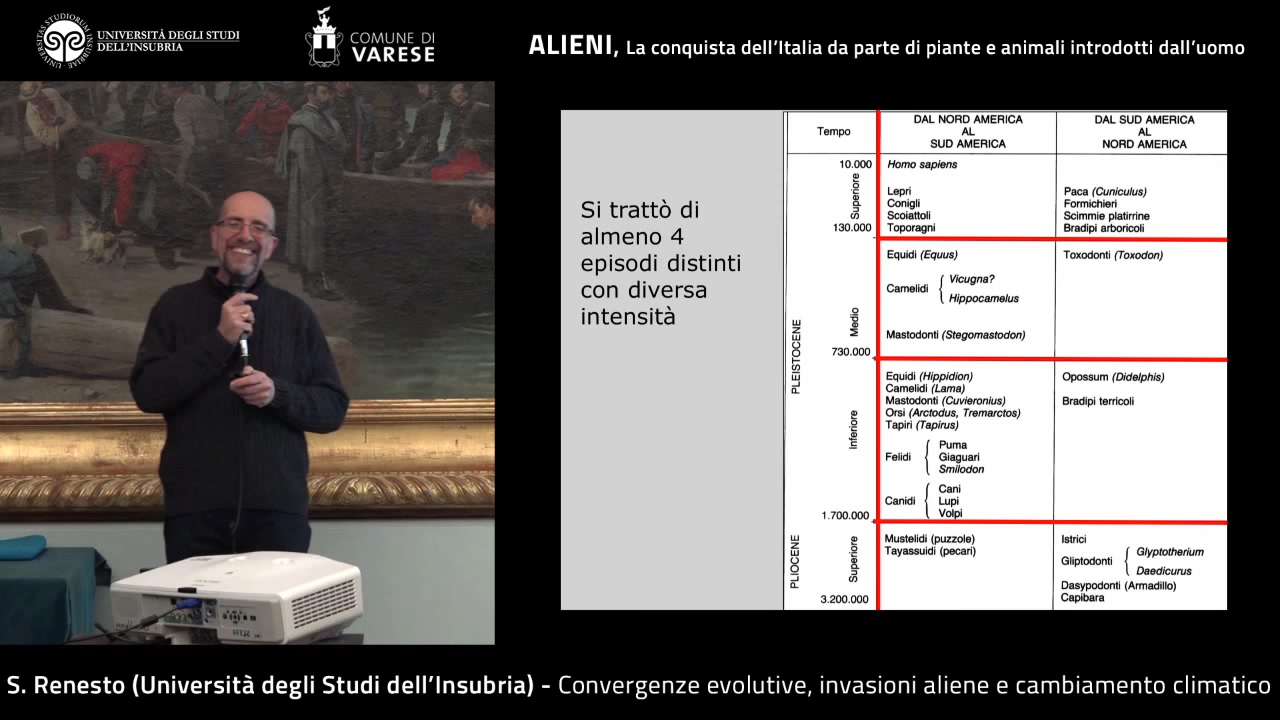 UNIVERSITÀ DEGLI STUDI
DELL'INSUBRIA
COMUNE DI
VARESE
ALIENI, La conquista dell'Italia da parte di piante e animali introdotti dall'uomo
Si trattò di
almeno 4
episodi distinti
con diversa
intensità
Tempo
DAL NORD AMERICA
AL
SUD AMERICA
DAL SUD AMERICA
AL
NORD AMERICA
PLEISTOCENE
Superiore
10.000
Homo sapiens
Lepri
Conigli
Scoiattoli
Toporagni
Paca (Cuniculus)
Formichieri
Scimmie platirrine
Bradipi arboricoli
130.000
Medio
Equidi (Equus)
Camelidi
Vicugna?
Hippocamelus
Mastodonti (Stegomastodon)
Toxodonti (Toxodon)
730.000
Inferiore
Equidi (Hippidion)
Camelidi (Lama)
Mastodonti (Cuvieronius)
Orsi (Arctodus, Tremarctos)
Tapiri (Tapirus)
Felidi
Puma
Giaguari
Smilodon
Canidi
Cani
Lupi
Volpi
Opossum (Didelphis)
Bradipi terricoli
1.700.000
PLIOCENE
Superiore
Mustelidi (puzzole)
Tayassuidi (pecari)
Istrici
Gliptodonti
Glyptotherium
Daedicurus
Dasypodonti (Armadillo)
Capibara
3.200.000
S. Renesto (Università degli Studi dell'Insubria) - Convergenze evolutive, invasioni aliene e cambiamento climatico